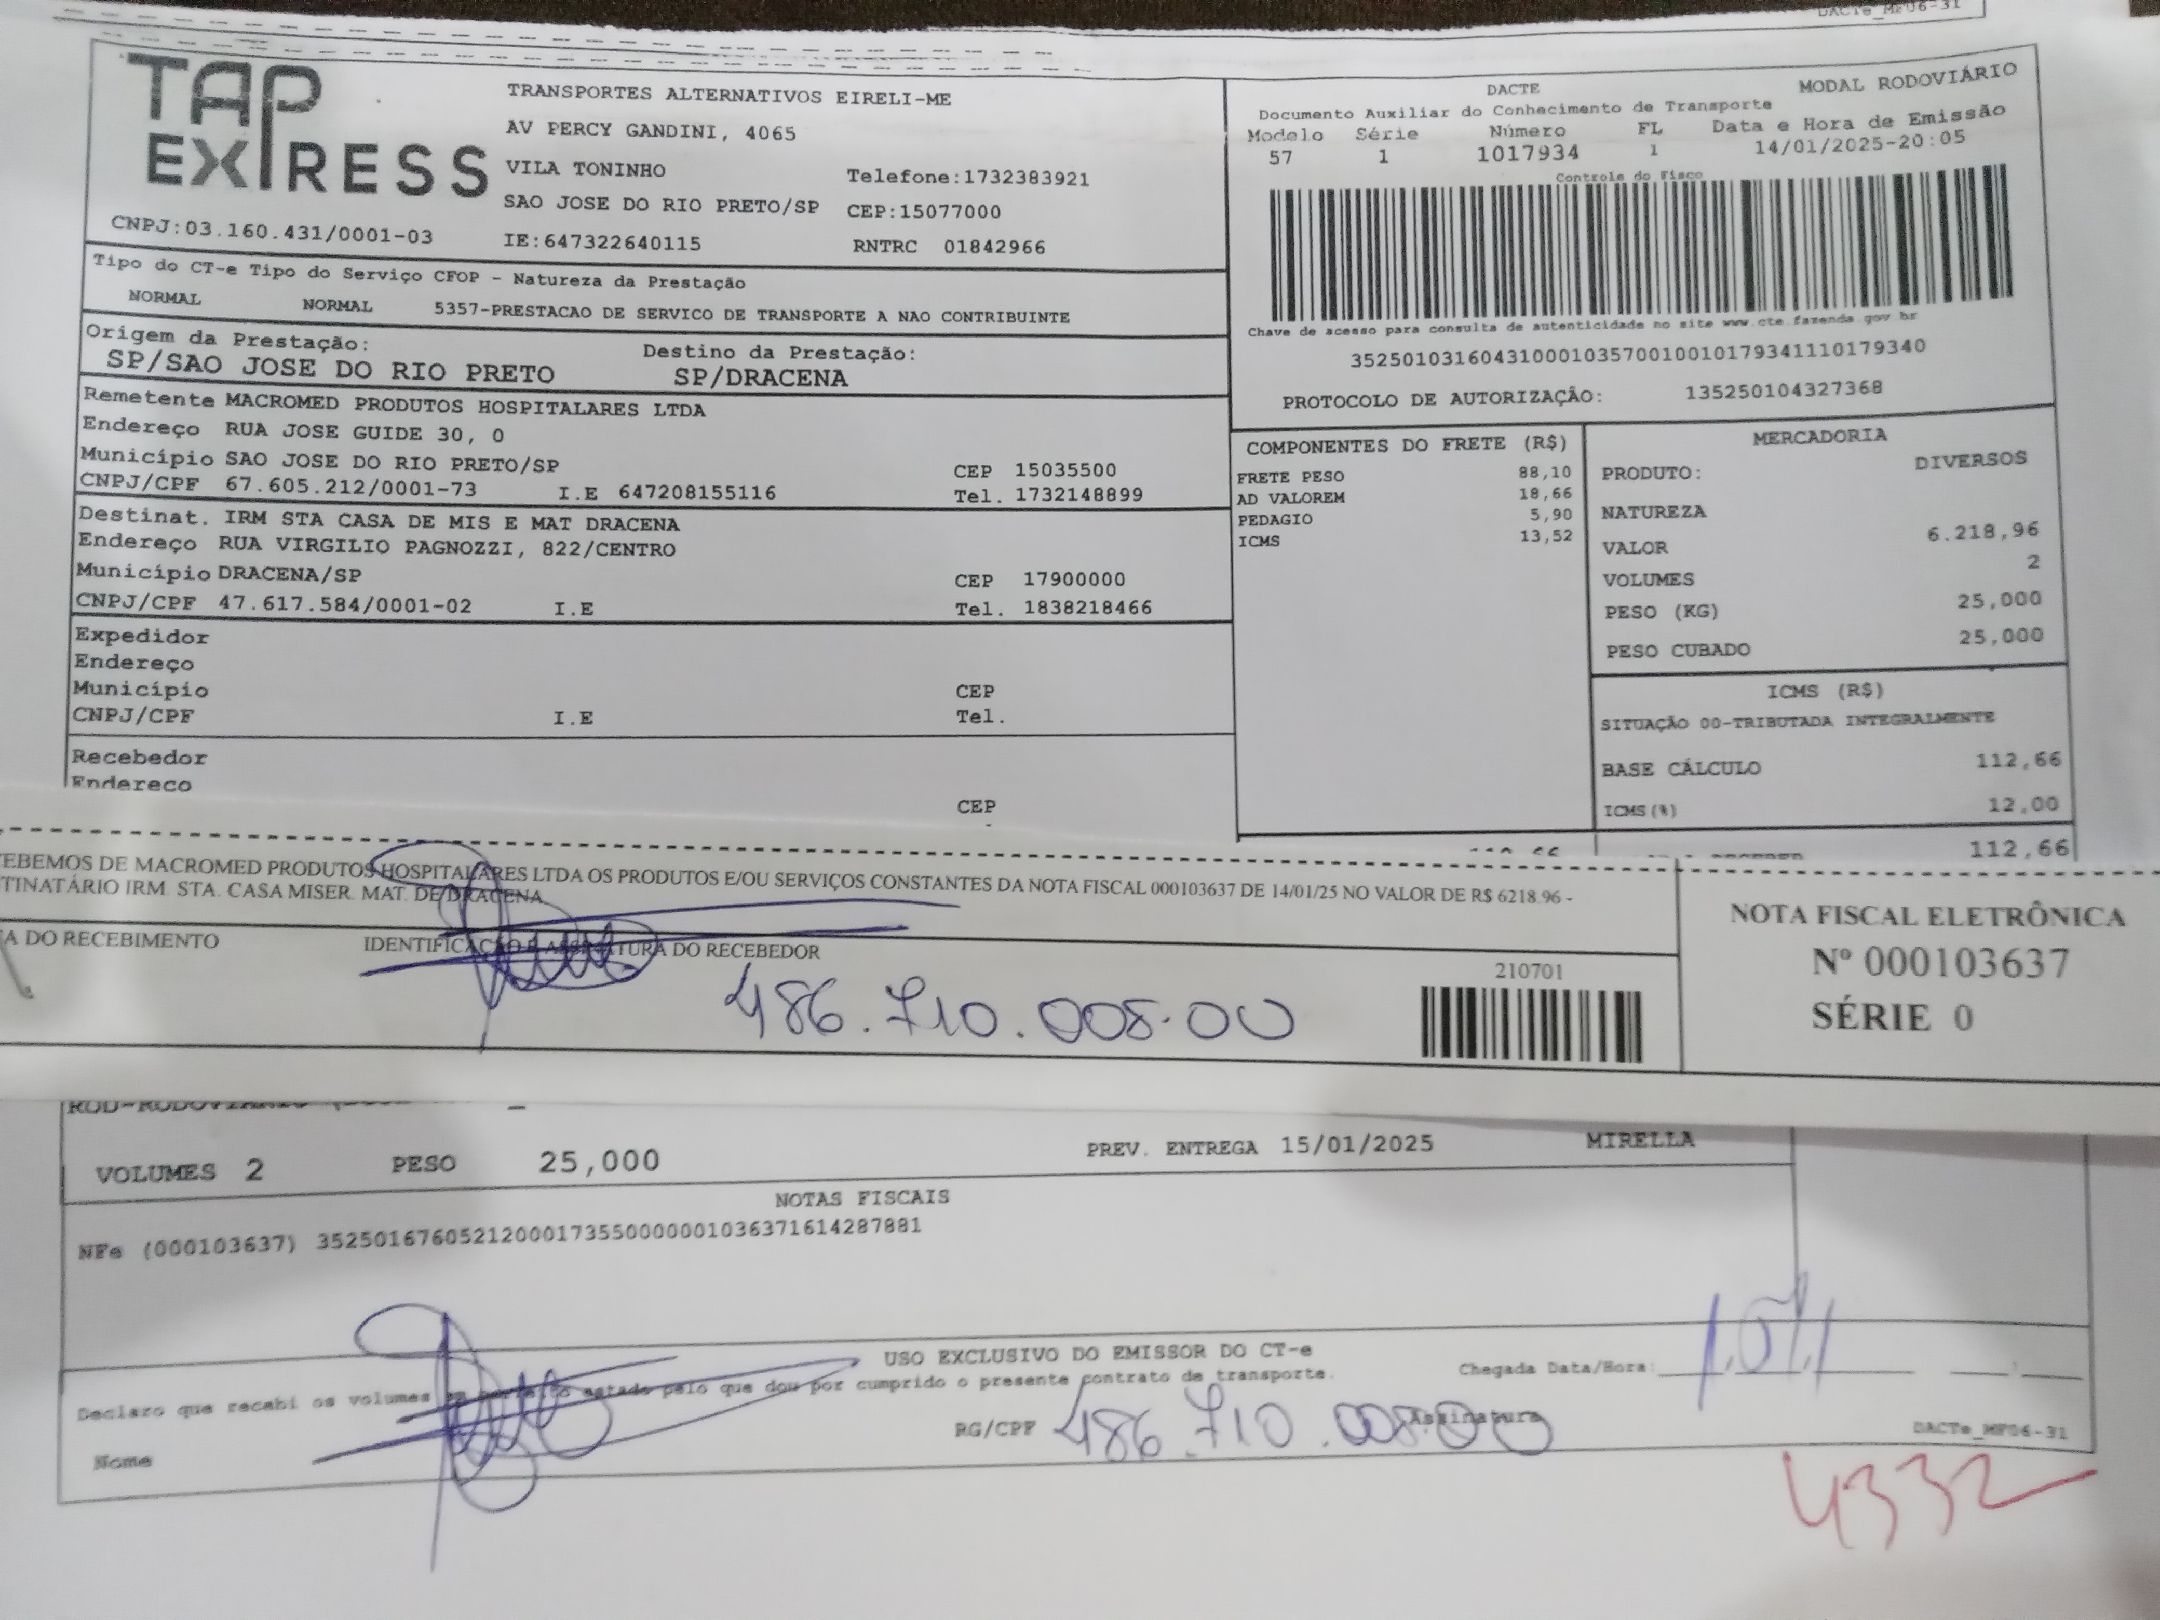 DACTe_MF06-31
TAP EXPRESS
TRANSPORTES ALTERNATIVOS EIRELI-ME
AV PERCY GANDINI, 4065
VILA TONINHO Telefone:1732383921
SAO JOSE DO RIO PRETO/SP CEP:15077000
CNPJ:03.160.431/0001-03 IE:647322640115 RNTRC 01842966
DACTE MODAL RODOVIÁRIO
Documento Auxiliar do Conhecimento de Transporte
Modelo Série Número FL Data e Hora de Emissão
57 1 1017934 1 14/01/2025-20:05
Controle do Fisco
Chave de acesso para consulta de autenticidade no site www.cte.fazenda.gov.br
35250103160431000103570010010179341110179340
PROTOCOLO DE AUTORIZAÇÃO: 135250104327368
Tipo do CT-e Tipo do Serviço CFOP - Natureza da Prestação
NORMAL NORMAL 5357-PRESTACAO DE SERVICO DE TRANSPORTE A NAO CONTRIBUINTE
Origem da Prestação: Destino da Prestação:
SP/SAO JOSE DO RIO PRETO SP/DRACENA
Remetente MACROMED PRODUTOS HOSPITALARES LTDA
Endereço RUA JOSE GUIDE 30, 0
Município SAO JOSE DO RIO PRETO/SP CEP 15035500
CNPJ/CPF 67.605.212/0001-73 I.E 647208155116 Tel. 1732148899
Destinat. IRM STA CASA DE MIS E MAT DRACENA
Endereço RUA VIRGILIO PAGNOZZI, 822/CENTRO
Município DRACENA/SP CEP 17900000
CNPJ/CPF 47.617.584/0001-02 I.E Tel. 1838218466
Expedidor
Endereço
Município CEP
CNPJ/CPF I.E Tel.
Recebedor
Endereço
CEP
COMPONENTES DO FRETE (R$)
FRETE PESO 88,10
AD VALOREM 18,66
PEDAGIO 5,90
ICMS 13,52
MERCADORIA
PRODUTO: DIVERSOS
NATUREZA
VALOR 6.218,96
VOLUMES 2
PESO (KG) 25,000
PESO CUBADO 25,000
ICMS (R$)
SITUAÇÃO 00-TRIBUTADA INTEGRALMENTE
BASE CÁLCULO 112,66
ICMS(%) 12,00
112,66
EBEMOS DE MACROMED PRODUTOS HOSPITALARES LTDA OS PRODUTOS E/OU SERVIÇOS CONSTANTES DA NOTA FISCAL 000103637 DE 14/01/25 NO VALOR DE R$ 6218.96 -
TINATÁRIO IRM. STA. CASA MISER. MAT. DE DRACENA
A DO RECEBIMENTO IDENTIFICAÇÃO E ASSINATURA DO RECEBEDOR
486.710.008.00
210701
NOTA FISCAL ELETRÔNICA
Nº 000103637
SÉRIE 0
VOLUMES 2 PESO 25,000 PREV. ENTREGA 15/01/2025 MIRELLA
NOTAS FISCAIS
NFe (000103637) 35250167605212000173550000001036371614287881
USO EXCLUSIVO DO EMISSOR DO CT-e
Declaro que recebi os volumes em perfeito estado pelo que dou por cumprido o presente contrato de transporte.
Chegada Data/Hora:
Nome RG/CPF 486.710.008.00 Assinatura
DACTe_MF06-31
4332